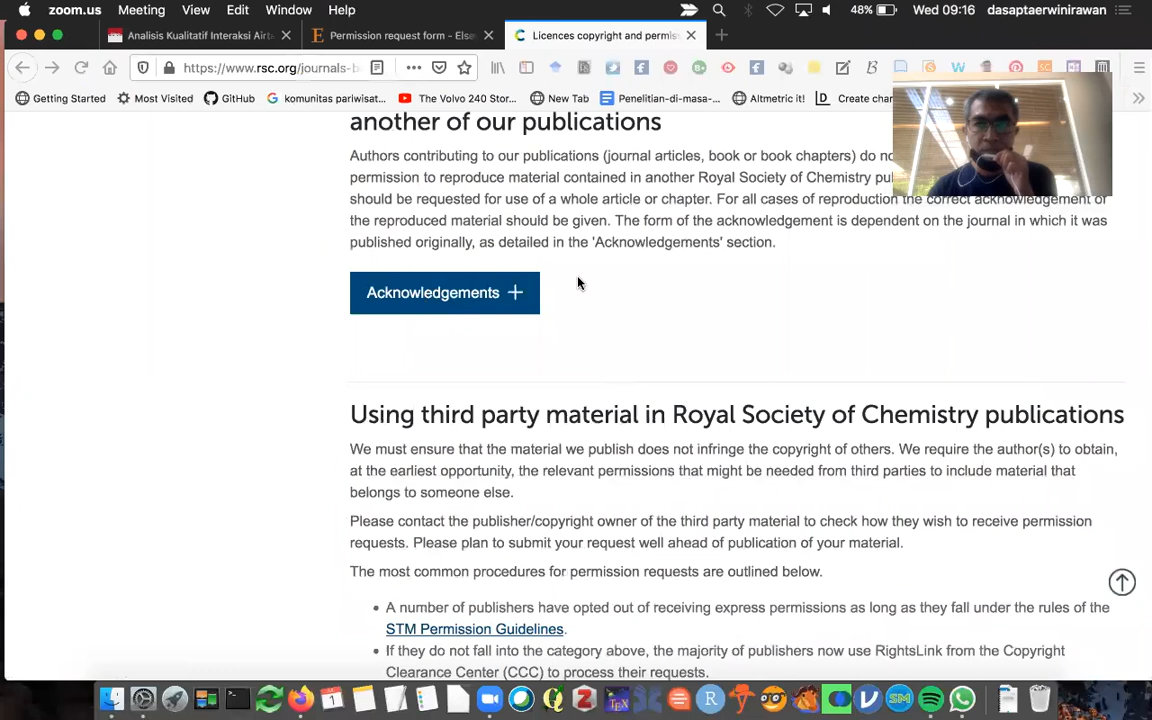 zoom.us Meeting View Edit Window Help 48% Wed 09:16 dasaptaerwinirawan
Analisis Kualitatif Interaksi Airta Permission request form - Else Licences copyright and permis
https://www.rsc.org/journals-b
Getting Started Most Visited GitHub komunitas pariwisat... The Volvo 240 Stor... New Tab Penelitian-di-masa-... Altmetric it! Create char
another of our publications
Authors contributing to our publications (journal articles, book or book chapters) do no
permission to reproduce material contained in another Royal Society of Chemistry pu
should be requested for use of a whole article or chapter. For all cases of reproduction the correct acknowledgement of
the reproduced material should be given. The form of the acknowledgement is dependent on the journal in which it was
published originally, as detailed in the 'Acknowledgements' section.
Acknowledgements +
Using third party material in Royal Society of Chemistry publications
We must ensure that the material we publish does not infringe the copyright of others. We require the author(s) to obtain,
at the earliest opportunity, the relevant permissions that might be needed from third parties to include material that
belongs to someone else.
Please contact the publisher/copyright owner of the third party material to check how they wish to receive permission
requests. Please plan to submit your request well ahead of publication of your material.
The most common procedures for permission requests are outlined below.
• A number of publishers have opted out of receiving express permissions as long as they fall under the rules of the
STM Permission Guidelines.
• If they do not fall into the category above, the majority of publishers now use RightsLink from the Copyright
Clearance Center (CCC) to process their requests.